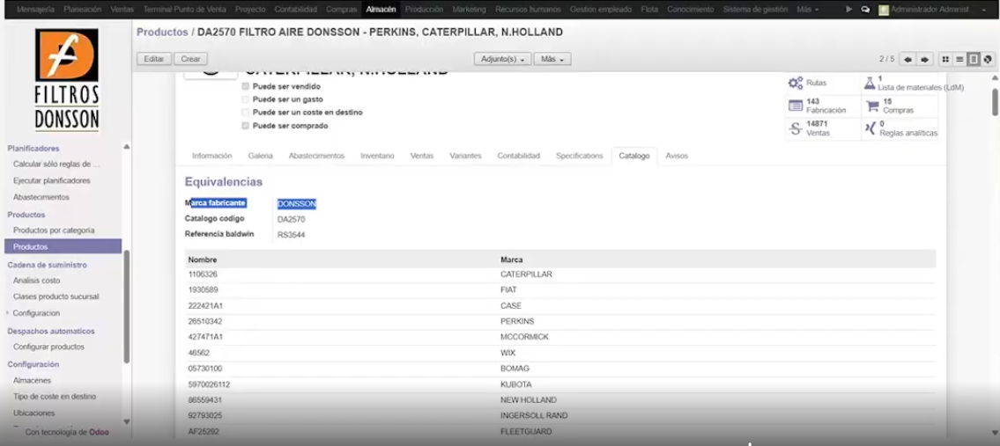 Mensajería Planeación Ventas Terminal Punto de Venta Proyecto Contabilidad Compras Almacén Producción Marketing Recursos humanos Gestion empleado Flota Conocimiento Sistema de gestión Más Administrador Administ...
Productos / DA2570 FILTRO AIRE DONSSON - PERKINS, CATERPILLAR, N.HOLLAND
Editar Crear Adjunto(s) Más 2 / 5
FILTROS
DONSSON
CATERPILLAR, N.HOLLAND
Puede ser vendido
Puede ser un gasto
Puede ser un coste en destino
Puede ser comprado
Rutas
1
Lista de materiales (LdM)
143
Fabricación
15
Compras
14871
Ventas
0
Reglas analíticas
Planificadores
Calcular sólo reglas de ...
Ejecutar planificadores
Abastecimientos
Productos
Productos por categoría
Productos
Cadena de suministro
Analisis costo
Clases producto sucursal
Configuracion
Despachos automaticos
Configurar productos
Configuración
Almacenes
Tipo de coste en destino
Ubicaciones
Con tecnología de Odoo
Información Galeria Abastecimientos Inventario Ventas Variantes Contabilidad Specifications Catalogo Avisos
Equivalencias
Marca fabricante DONSSON
Catalogo codigo DA2570
Referencia baldwin RS3544
Nombre Marca
1106326 CATERPILLAR
1930589 FIAT
222421A1 CASE
26510342 PERKINS
427471A1 MCCORMICK
46562 WIX
05730100 BOMAG
5970026112 KUBOTA
86559431 NEW HOLLAND
92793025 INGERSOLL RAND
AF25292 FLEETGUARD